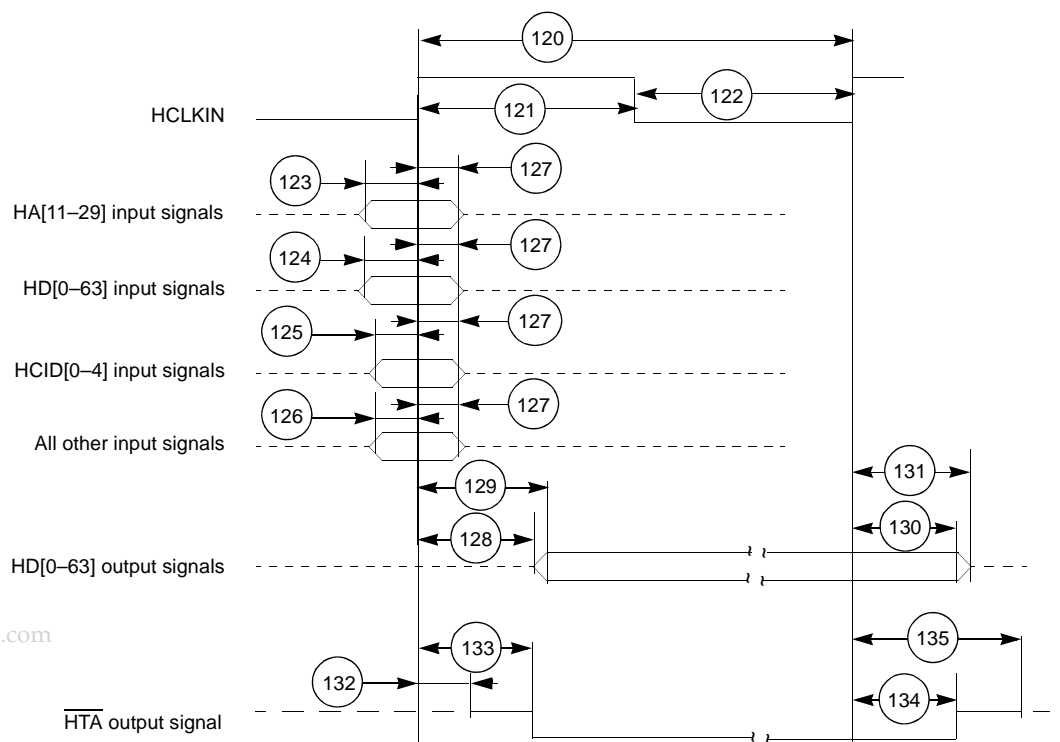 120
121
122
HCLKIN
123
127
HA[11–29] input signals
124
127
HD[0–63] input signals
125
127
HCID[0–4] input signals
126
127
All other input signals
129
131
128
130
HD[0–63] output signals
.com
133
135
132
134
HTA output signal